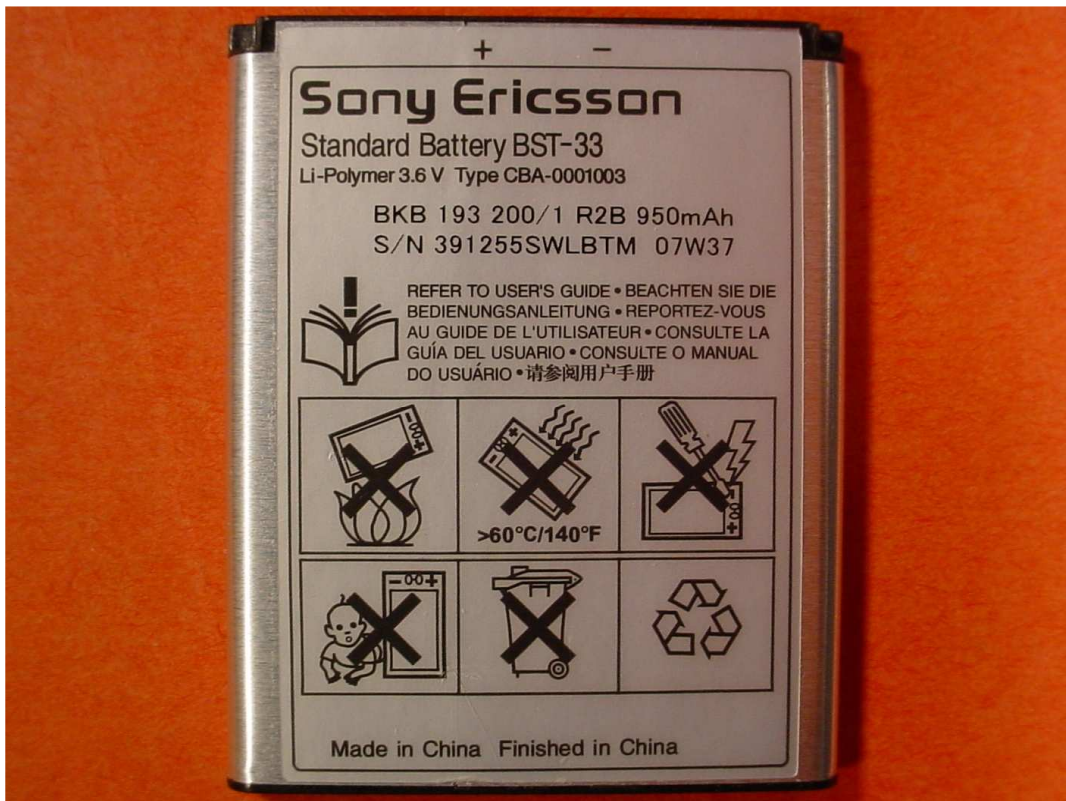 + −
Sony Ericsson
Standard Battery BST-33
Li-Polymer 3.6 V Type CBA-0001003
BKB 193 200/1 R2B 950mAh
S/N 391255SWLBTM 07W37
REFER TO USER'S GUIDE • BEACHTEN SIE DIE
BEDIENUNGSANLEITUNG • REPORTEZ-VOUS
AU GUIDE DE L'UTILISATEUR • CONSULTE LA
GUÍA DEL USUARIO • CONSULTE O MANUAL
DO USUÁRIO • 请参阅用户手册
>60°C/140°F
Made in China Finished in China